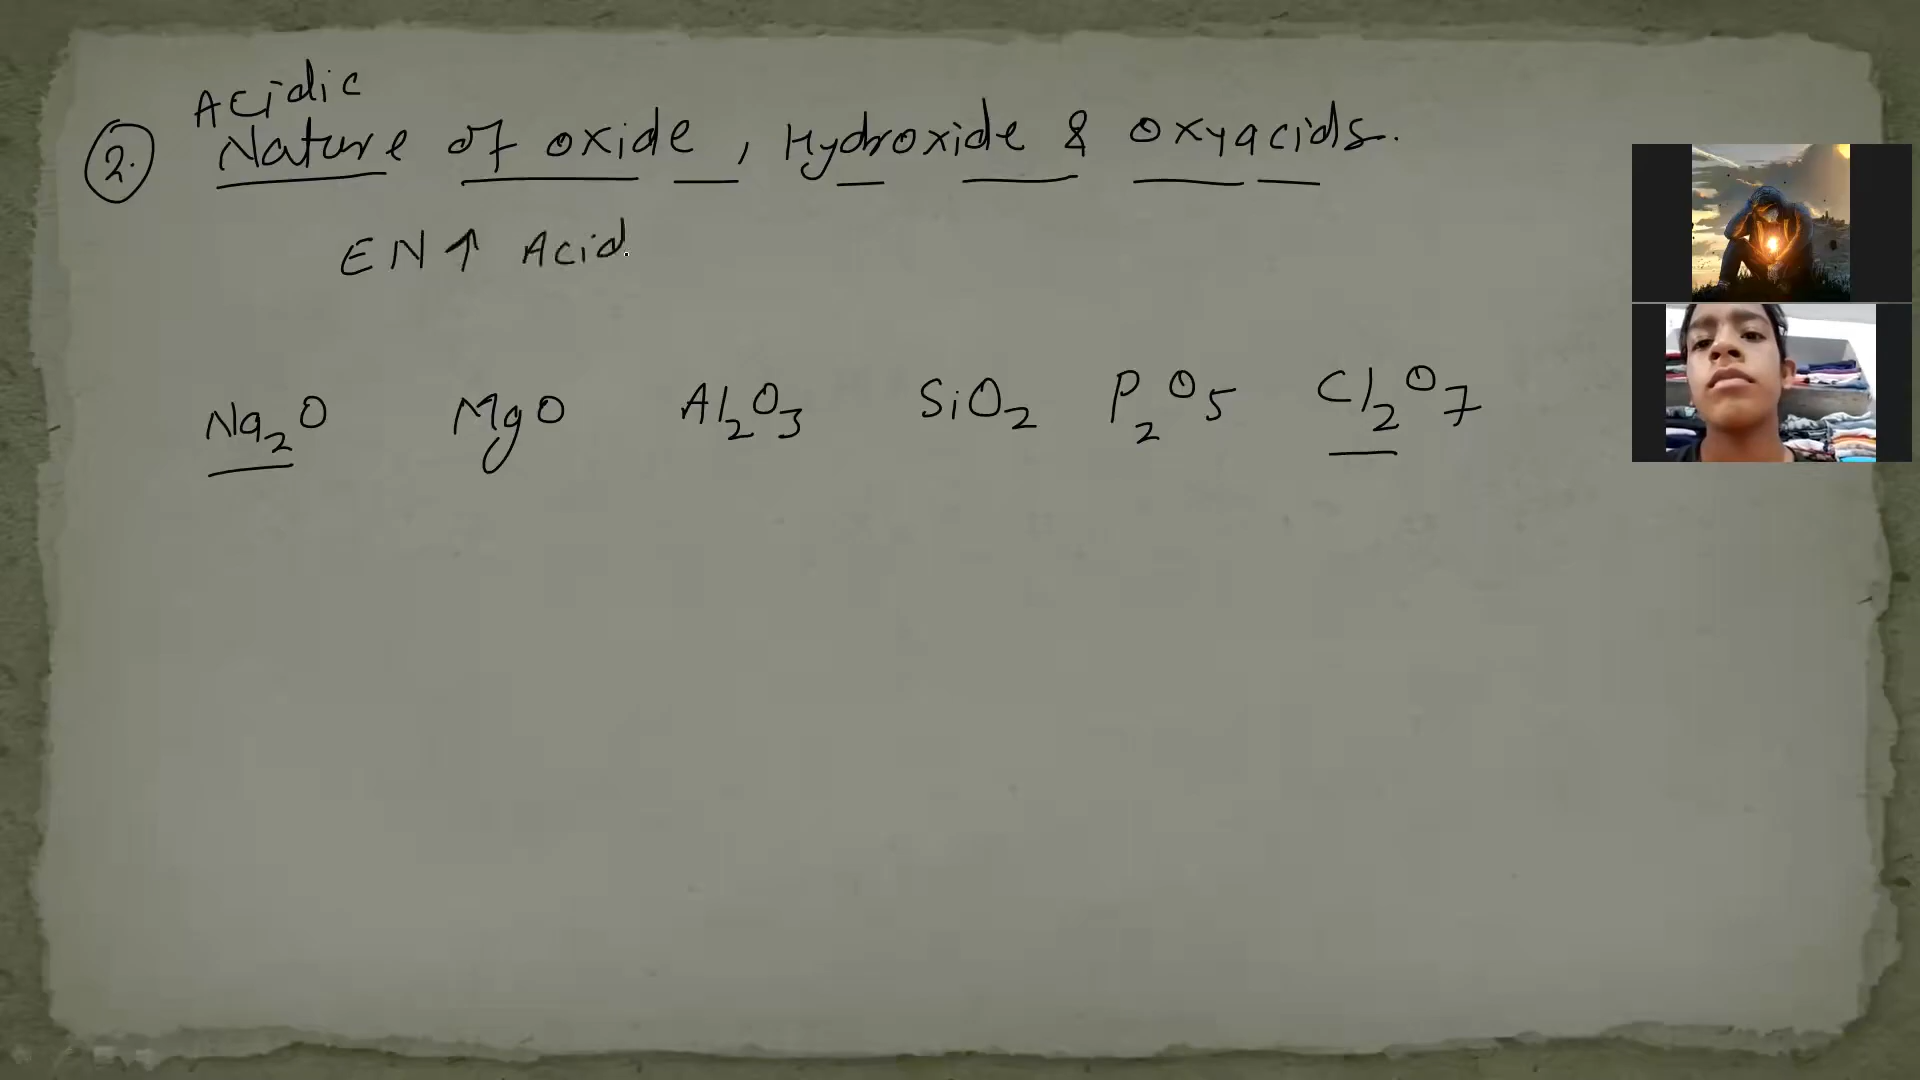 Acidic
2. Nature of oxide, Hydroxide & oxyacids.
EN↑ Acid
Na₂O MgO Al₂O₃ SiO₂ P₂O₅ Cl₂O₇